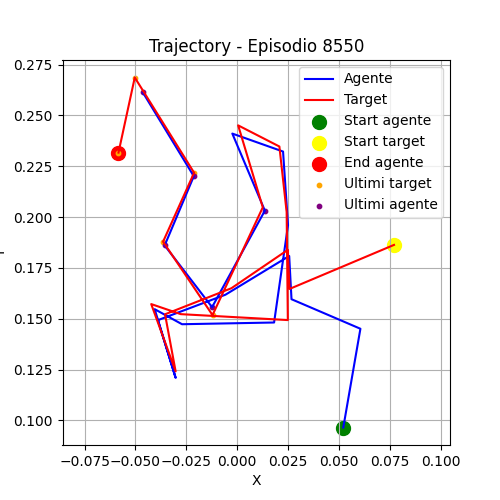 Trajectory - Episodio 8550
Agente
Target
Start agente
Start target
End agente
Ultimi target
Ultimi agente
0.275
0.250
0.225
0.200
0.175
0.150
0.125
0.100
−0.075
−0.050
−0.025
0.000
0.025
0.050
0.075
0.100
X